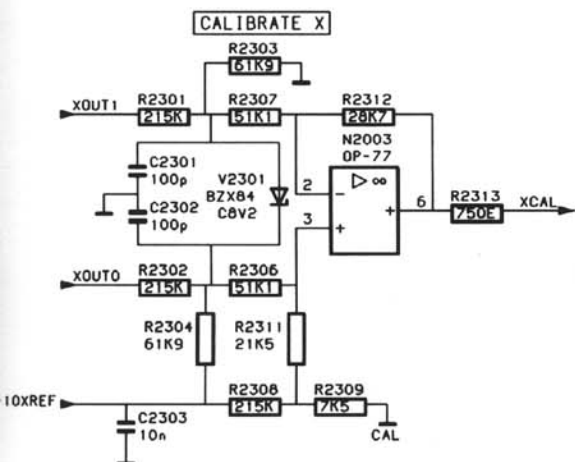 CALIBRATE X
R2303
61K9
XOUT1
R2301
215K
R2307
51K1
R2312
28K7
N2003
OP-77
C2301
100p
V2301
BZX84
C8V2
C2302
100p
2
-
▷ ∞
+
6
3
+
R2313
750E
XCAL
XOUT0
R2302
215K
R2306
51K1
R2304
61K9
R2311
21K5
10XREF
R2308
215K
R2309
7K5
C2303
10n
CAL